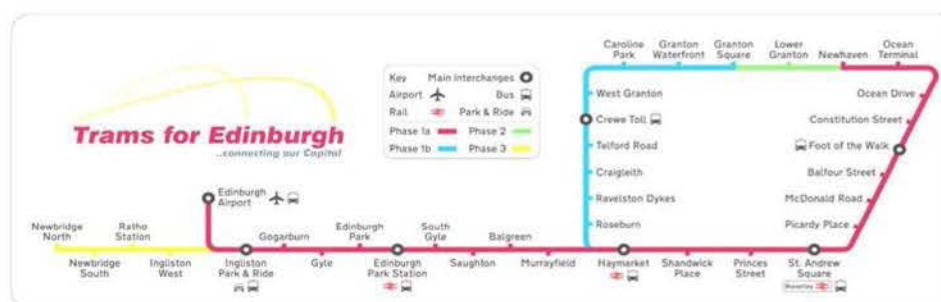 Trams for Edinburgh
...connecting our Capital
Key
Main Interchanges
Airport
Bus
Rail
Park & Ride
Phase 1a
Phase 2
Phase 1b
Phase 3
Caroline
Park
Granton
Waterfront
Granton
Square
Lower
Granton
Newhaven
Ocean
Terminal
West Granton
Crewe Toll
Telford Road
Craigleith
Ravelston Dykes
Roseburn
Ocean Drive
Constitution Street
Foot of the Walk
Balfour Street
McDonald Road
Picardy Place
Edinburgh
Airport
Newbridge
North
Ratho
Station
Newbridge
South
Ingliston
West
Ingliston
Park & Ride
Gogarburn
Gyle
Edinburgh
Park
Edinburgh
Park Station
South
Gyle
Saughton
Balgreen
Murrayfield
Haymarket
Shandwick
Place
Princes
Street
St. Andrew
Square
Waverley